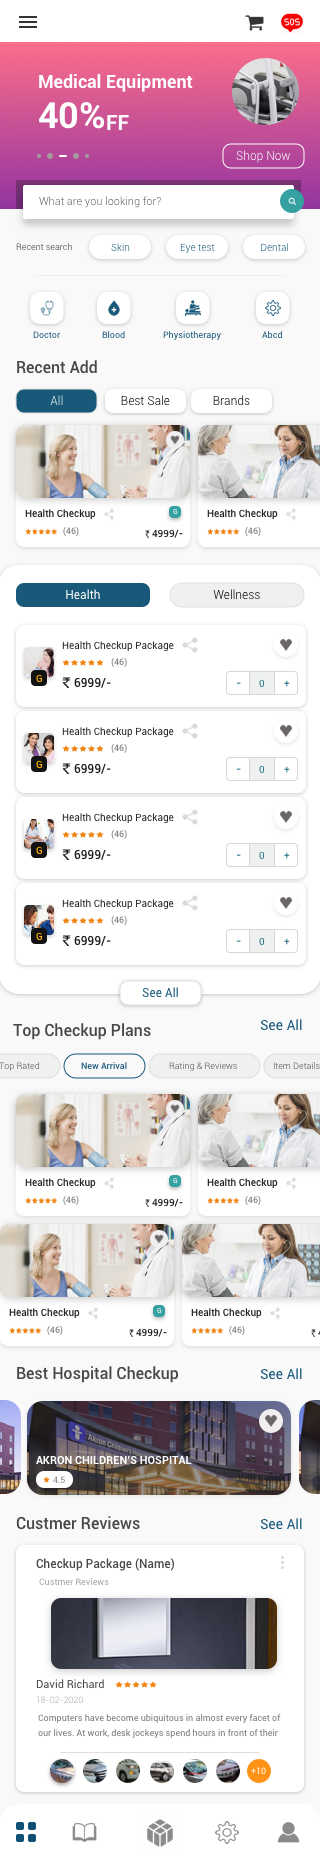 SOS
Medical Equipment
40%FF
Shop Now
What are you looking for?
Recent search Skin Eye test Dental
Doctor Blood Physiotherapy Abcd
Recent Add
All Best Sale Brands
Health Checkup Health Checkup
G
(46) ₹ 4999/- (46)
Health Wellness
Health Checkup Package
(46)
G ₹ 6999/- - 0 +
Health Checkup Package
(46)
G ₹ 6999/- - 0 +
Health Checkup Package
(46)
G ₹ 6999/- - 0 +
Health Checkup Package
(46)
G ₹ 6999/- - 0 +
See All
Top Checkup Plans See All
Top Rated New Arrival Rating & Reviews Item Details
Health Checkup G Health Checkup
(46) ₹ 4999/- (46)
Health Checkup G Health Checkup
(46) ₹ 4999/- (46) ₹
Best Hospital Checkup See All
Akron Children's
AKRON CHILDREN'S HOSPITAL
4.5
Custmer Reviews See All
Checkup Package (Name)
Custmer Reviews
David Richard
18-02-2020
Computers have become ubiquitous in almost every facet of
our lives. At work, desk jockeys spend hours in front of their
+10